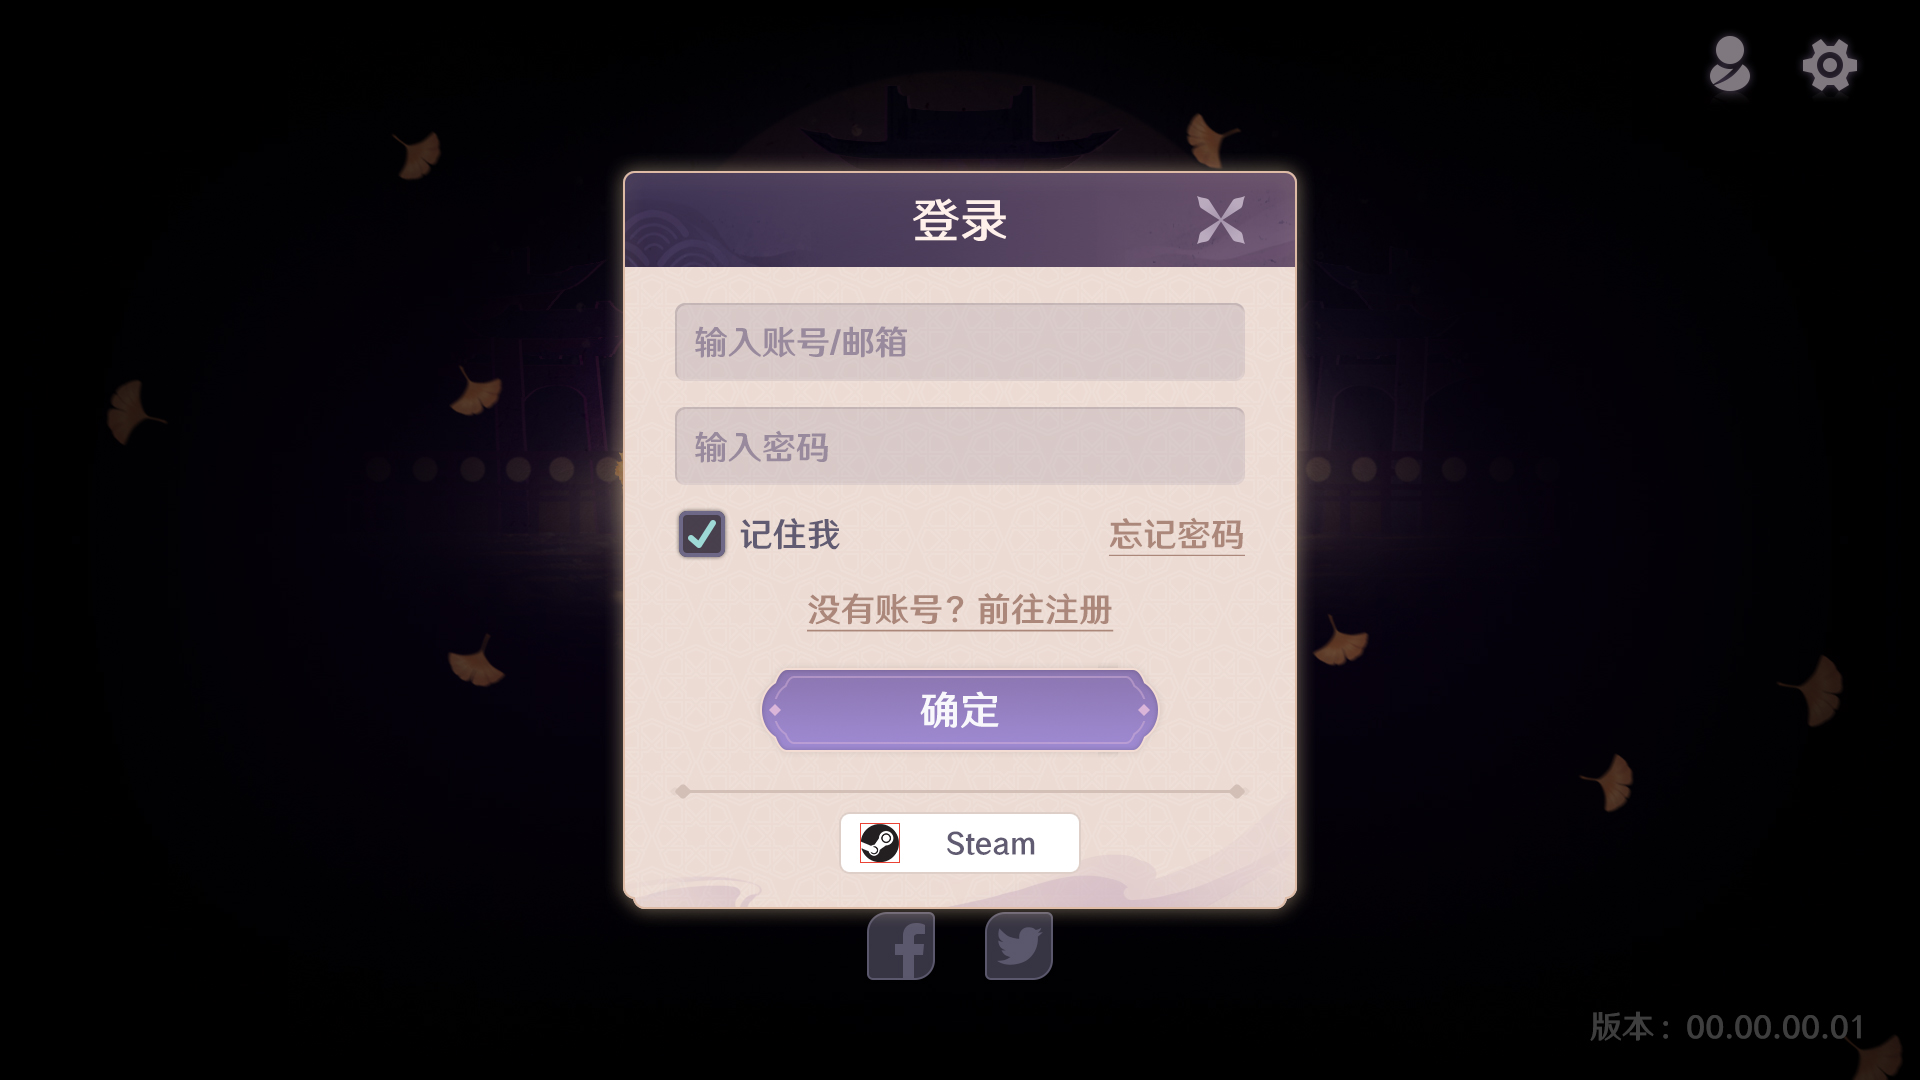 登录
输入账号/邮箱
输入密码
记住我
忘记密码
没有账号？前往注册
确定
Steam
版本：00.00.00.01